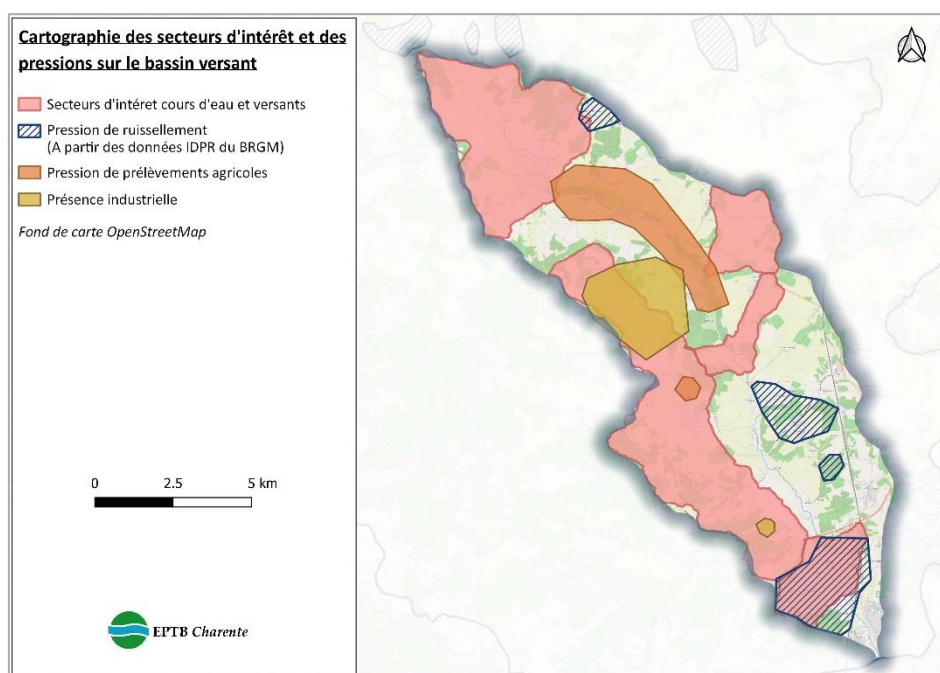 Cartographie des secteurs d'intérêt et des
pressions sur le bassin versant
Secteurs d'intéret cours d'eau et versants
Pression de ruissellement
(A partir des données IDPR du BRGM)
Pression de prélèvements agricoles
Présence industrielle
Fond de carte OpenStreetMap
0 2.5 5 km
EPTB Charente